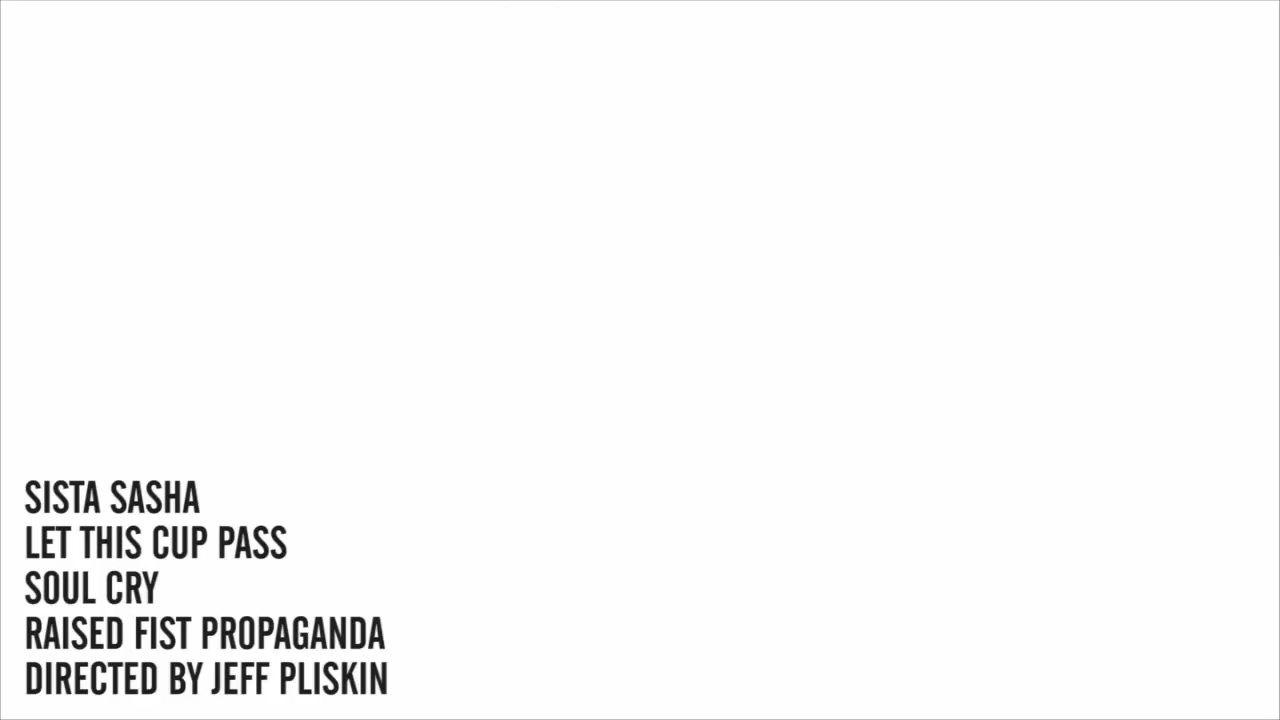 SISTA SASHA
LET THIS CUP PASS
SOUL CRY
RAISED FIST PROPAGANDA
DIRECTED BY JEFF PLISKIN